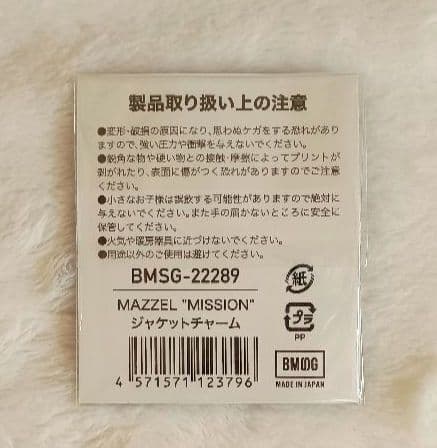 製品取り扱い上の注意
●変形・破損の原因になり、思わぬケガをする恐れがあり
ますので、強い圧力や衝撃を与えないでください。
●鋭角な物や硬い物との接触・摩擦によってプリントが
剥がれたり、表面に傷がつく恐れがありますのでご注意
ください。
●小さなお子様は誤飲する可能性がありますので絶対に
与えないでください。また手の届かないところに安全に
保管してください。
●火気や暖房器具に近づけないでください。
●用途以外のご使用は避けてください。
BMSG-22289
紙
MAZZEL "MISSION"
ジャケットチャーム
プラ
PP
BMSG
MADE IN JAPAN
4 571571 123796